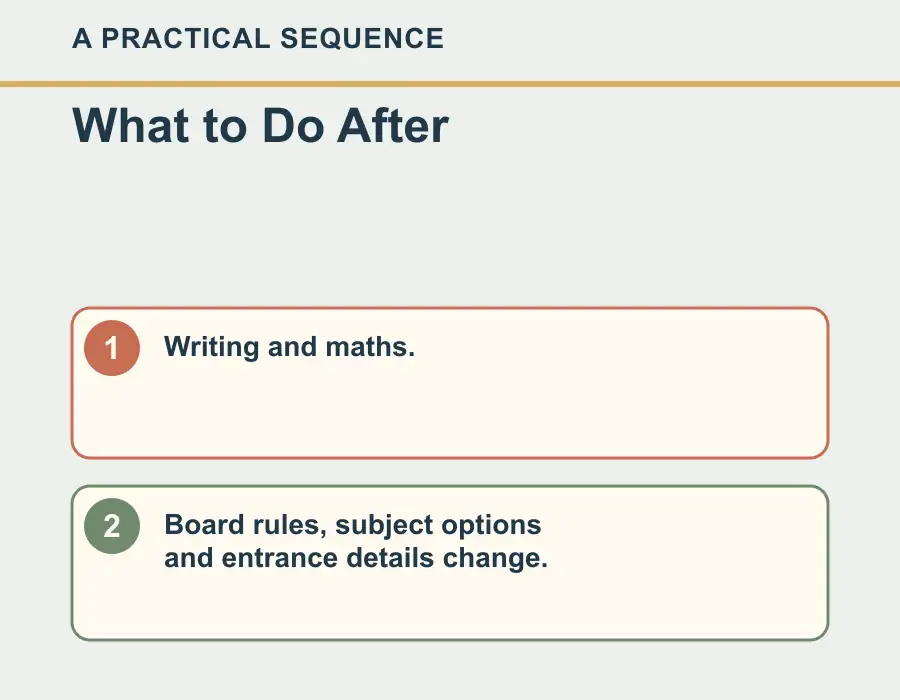 A PRACTICAL SEQUENCE
What to Do After
1
Writing and maths.
2
Board rules, subject options
and entrance details change.